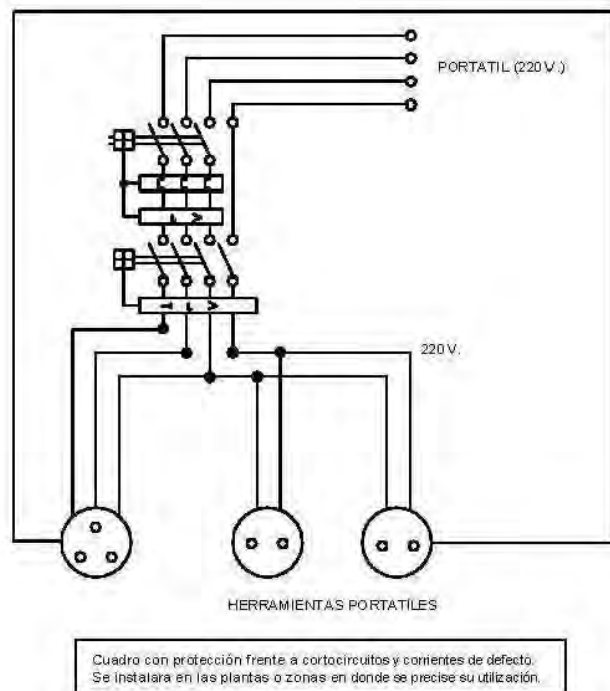 PORTATIL (220 V.)
220 V.
HERRAMIENTAS PORTATILES
Cuadro con protección frente a cortocircuitos y corrientes de defecto.
Se instalara en las plantas o zonas en donde se precise su utilización.